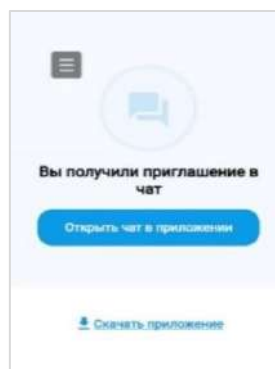 Вы получили приглашение в
чат
Открыть чат в приложении
Скачать приложение